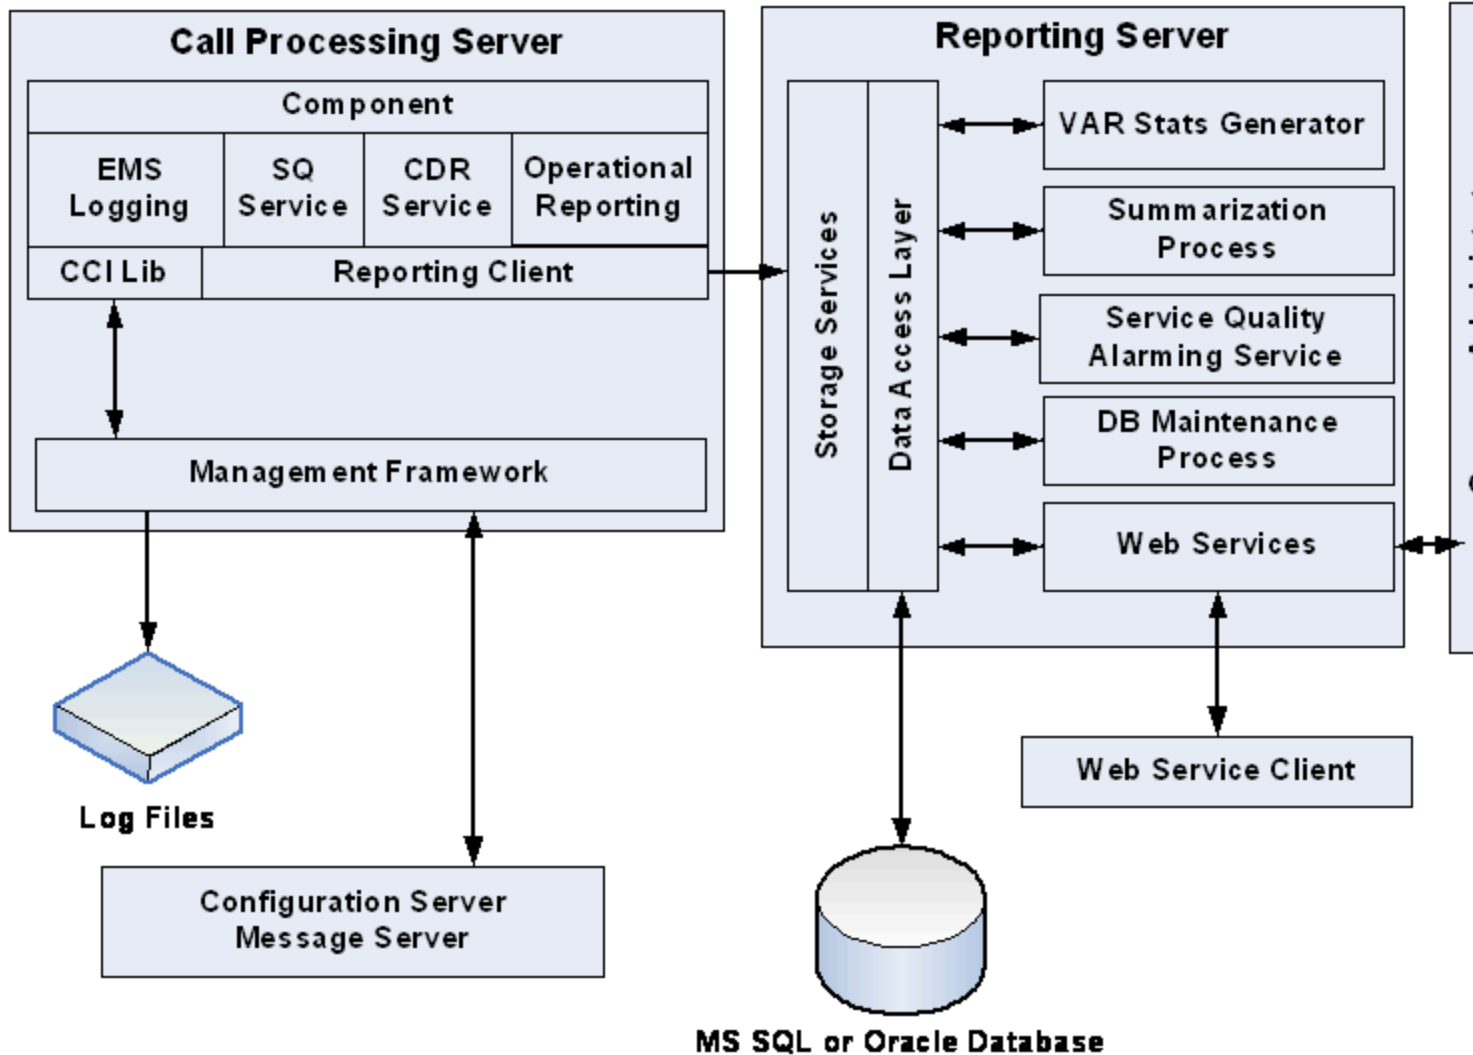 Call Processing Server
Component
EMS
Logging
SQ
Service
CDR
Service
Operational
Reporting
CCI Lib
Reporting Client
Management Framework
Log Files
Configuration Server
Message Server
Reporting Server
Storage Services
Data Access Layer
VAR Stats Generator
Summarization
Process
Service Quality
Alarming Service
DB Maintenance
Process
Web Services
Web Service Client
MS SQL or Oracle Database